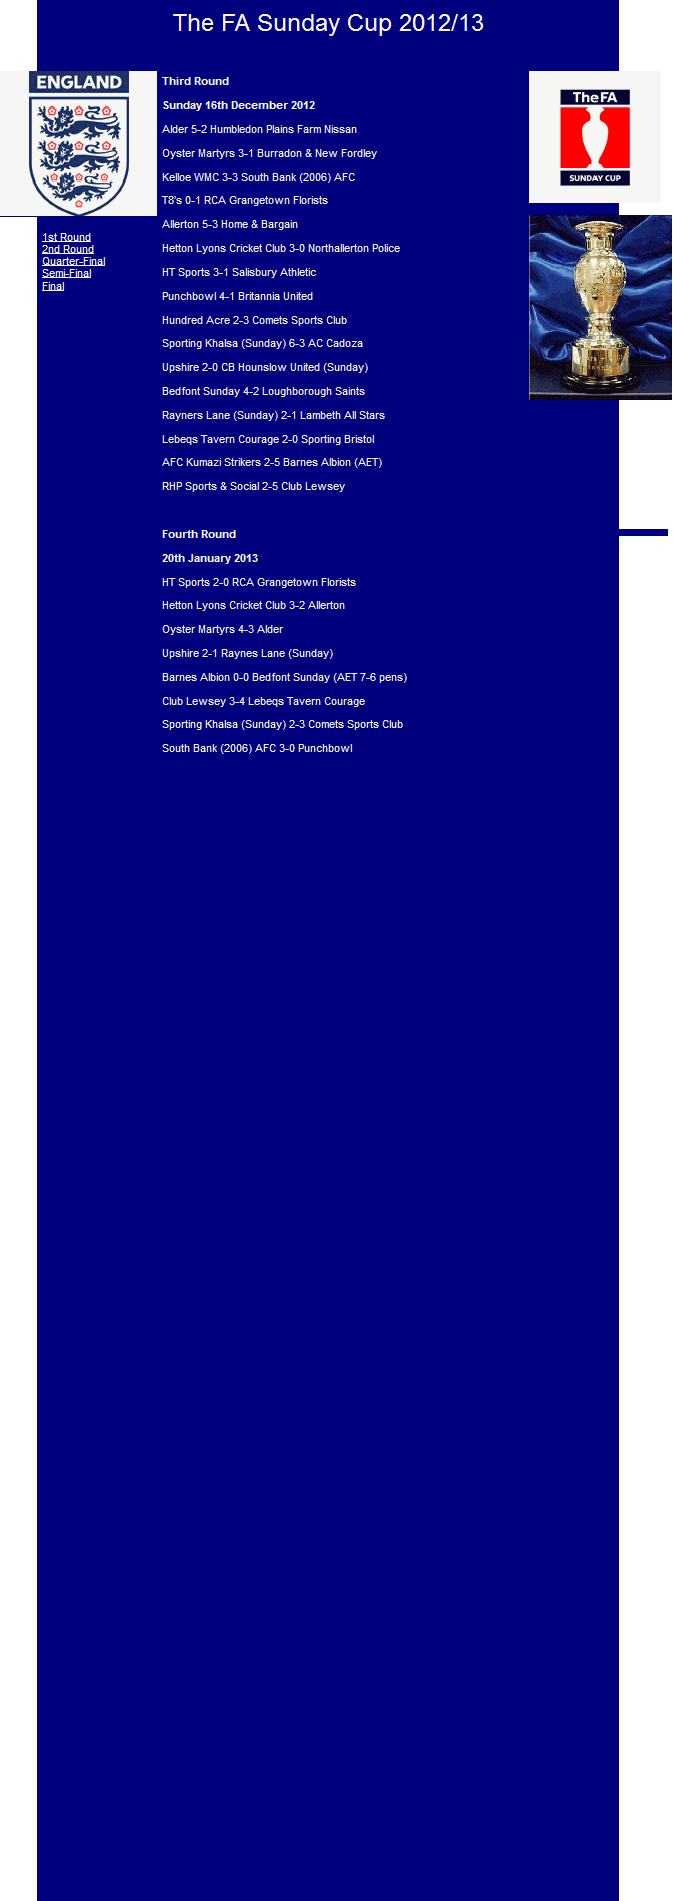 The FA Sunday Cup 2012/13
ENGLAND
1st Round
2nd Round
Quarter-Final
Semi-Final
Final
Third Round
Sunday 16th December 2012
Alder 5-2 Humbledon Plains Farm Nissan
Oyster Martyrs 3-1 Burradon & New Fordley
Kelloe WMC 3-3 South Bank (2006) AFC
T8's 0-1 RCA Grangetown Florists
Allerton 5-3 Home & Bargain
Hetton Lyons Cricket Club 3-0 Northallerton Police
HT Sports 3-1 Salisbury Athletic
Punchbowl 4-1 Britannia United
Hundred Acre 2-3 Comets Sports Club
Sporting Khalsa (Sunday) 6-3 AC Cadoza
Upshire 2-0 CB Hounslow United (Sunday)
Bedfont Sunday 4-2 Loughborough Saints
Rayners Lane (Sunday) 2-1 Lambeth All Stars
Lebeqs Tavern Courage 2-0 Sporting Bristol
AFC Kumazi Strikers 2-5 Barnes Albion (AET)
RHP Sports & Social 2-5 Club Lewsey
Fourth Round
20th January 2013
HT Sports 2-0 RCA Grangetown Florists
Hetton Lyons Cricket Club 3-2 Allerton
Oyster Martyrs 4-3 Alder
Upshire 2-1 Raynes Lane (Sunday)
Barnes Albion 0-0 Bedfont Sunday (AET 7-6 pens)
Club Lewsey 3-4 Lebeqs Tavern Courage
Sporting Khalsa (Sunday) 2-3 Comets Sports Club
South Bank (2006) AFC 3-0 Punchbowl
TheFA
SUNDAY CUP